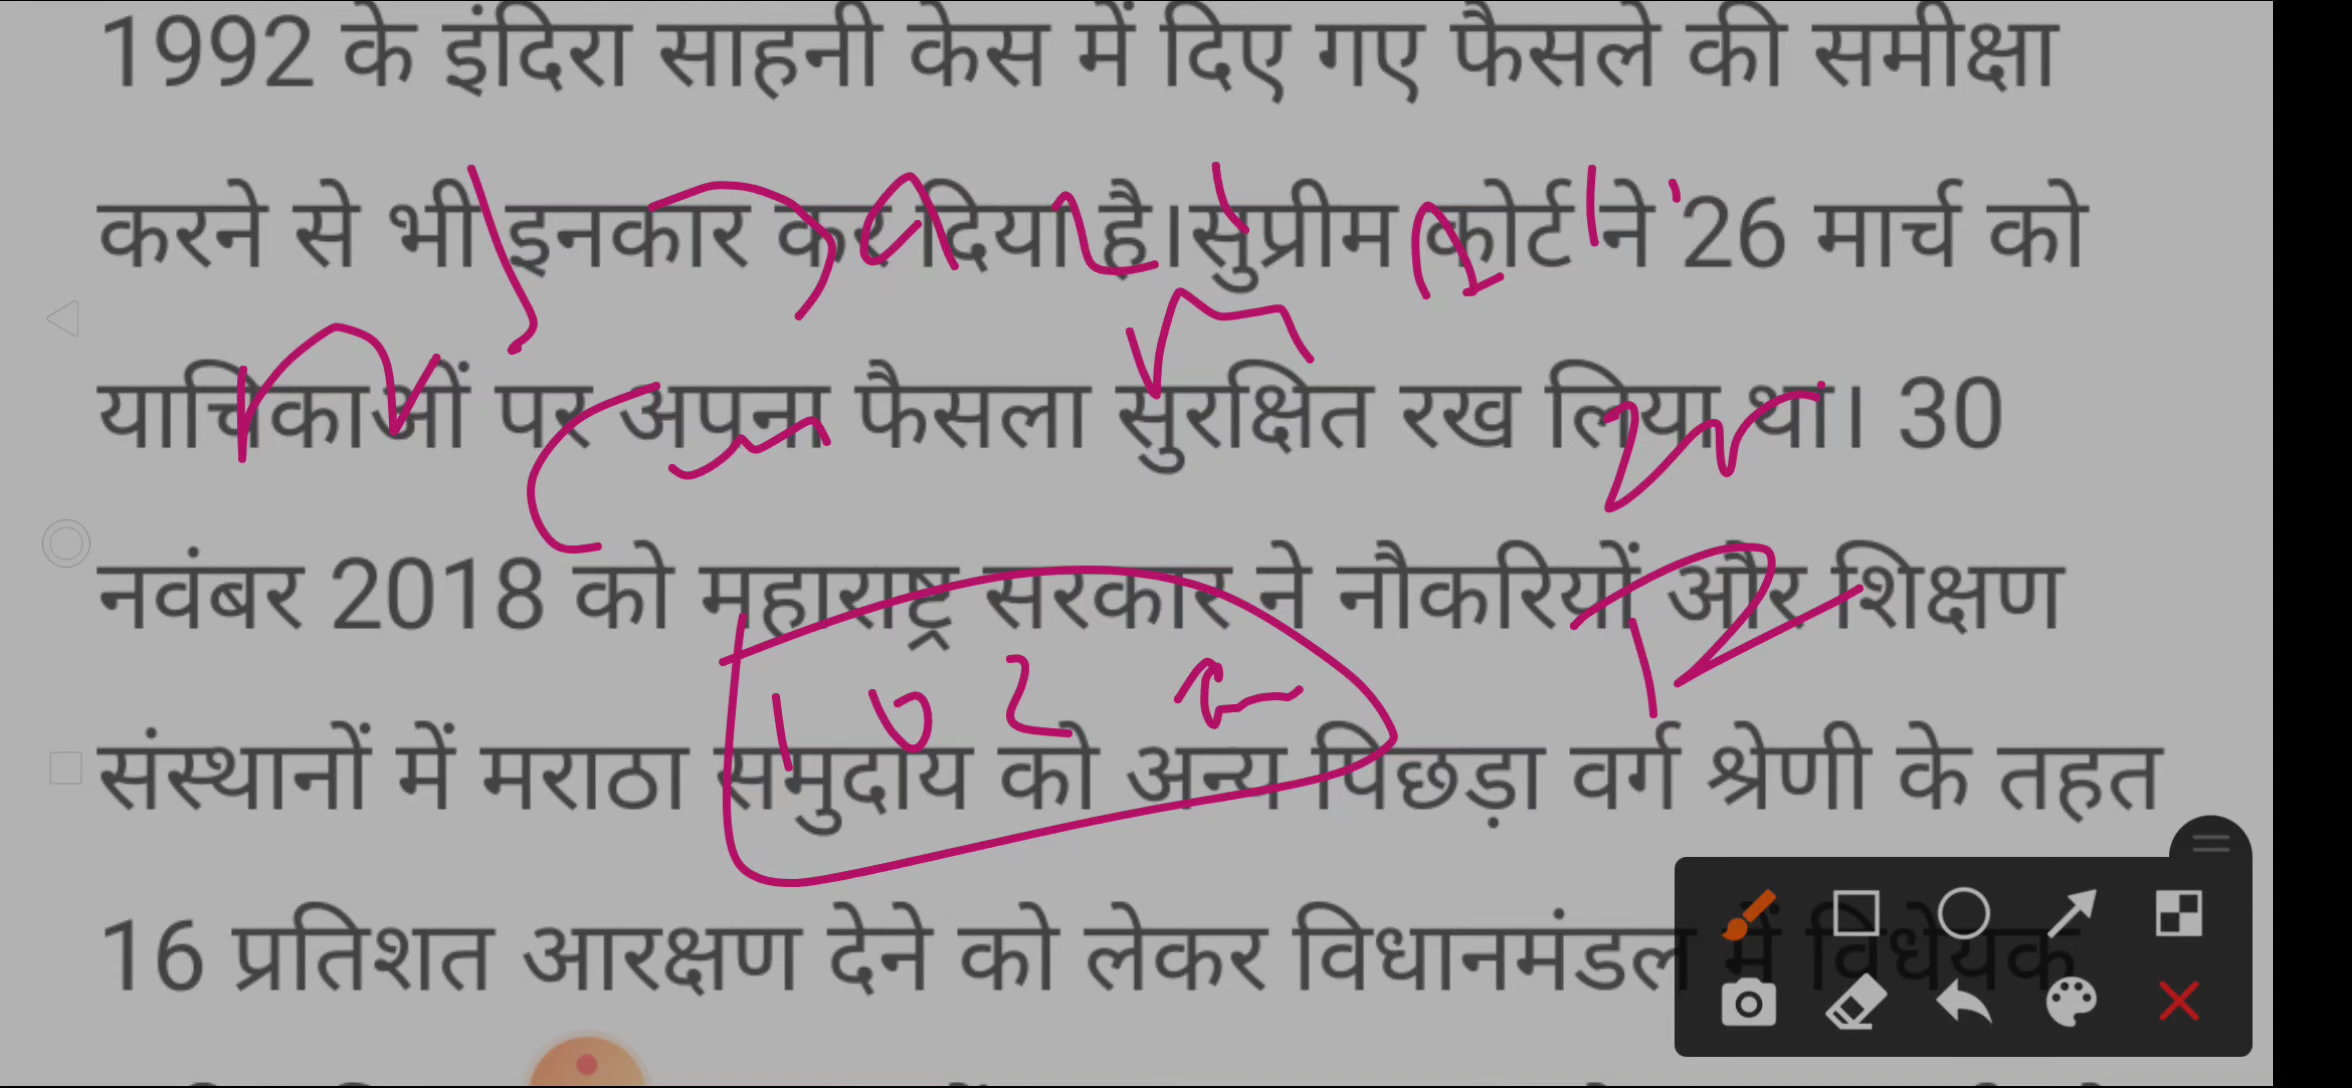 1992 के इंदिरा साहनी केस में दिए गए फैसले की समीक्षा
करने से भी इनकार कर दिया है।सुप्रीम कोर्ट ने 26 मार्च को
याचिकाओं पर अपना फैसला सुरक्षित रख लिया था। 30
नवंबर 2018 को महाराष्ट्र सरकार ने नौकरियों और शिक्षण
102
संस्थानों में मराठा समुदाय को अन्य पिछड़ा वर्ग श्रेणी के तहत
16 प्रतिशत आरक्षण देने को लेकर विधानमंडल में विधेयक